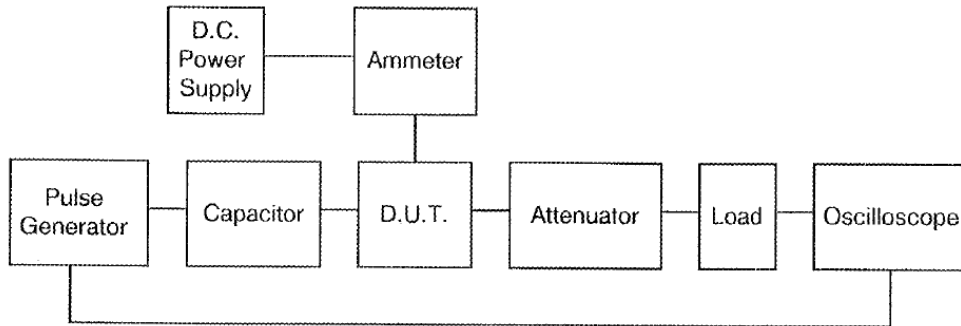 D.C.
Power
Supply
Ammeter
Pulse
Generator
Capacitor
D.U.T.
Attenuator
Load
Oscilloscope